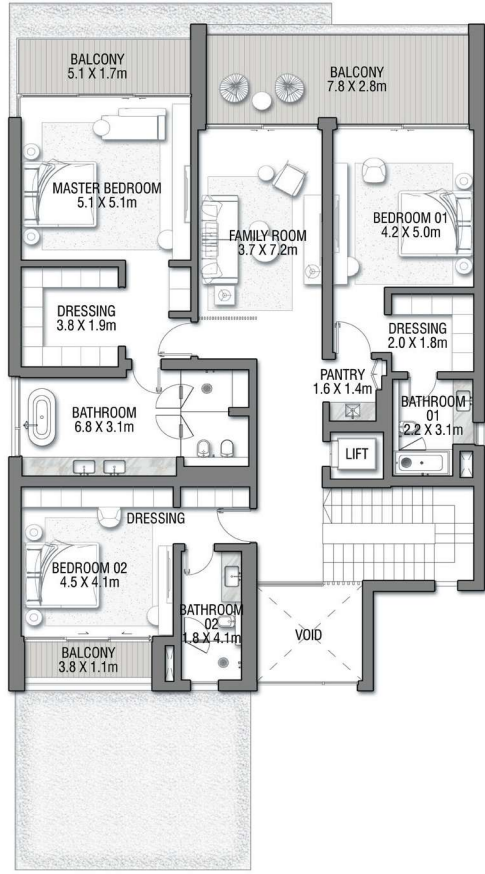 BALCONY
5.1 X 1.7m
BALCONY
7.8 X 2.8m
MASTER BEDROOM
5.1 X 5.1m
FAMILY ROOM
3.7 X 7.2m
BEDROOM 01
4.2 X 5.0m
DRESSING
3.8 X 1.9m
DRESSING
2.0 X 1.8m
PANTRY
1.6 X 1.4m
BATHROOM
6.8 X 3.1m
BATHROOM
01
2.2 X 3.1m
LIFT
DRESSING
BEDROOM 02
4.5 X 4.1m
BATHROOM
02
1.8 X 4.1m
VOID
BALCONY
3.8 X 1.1m